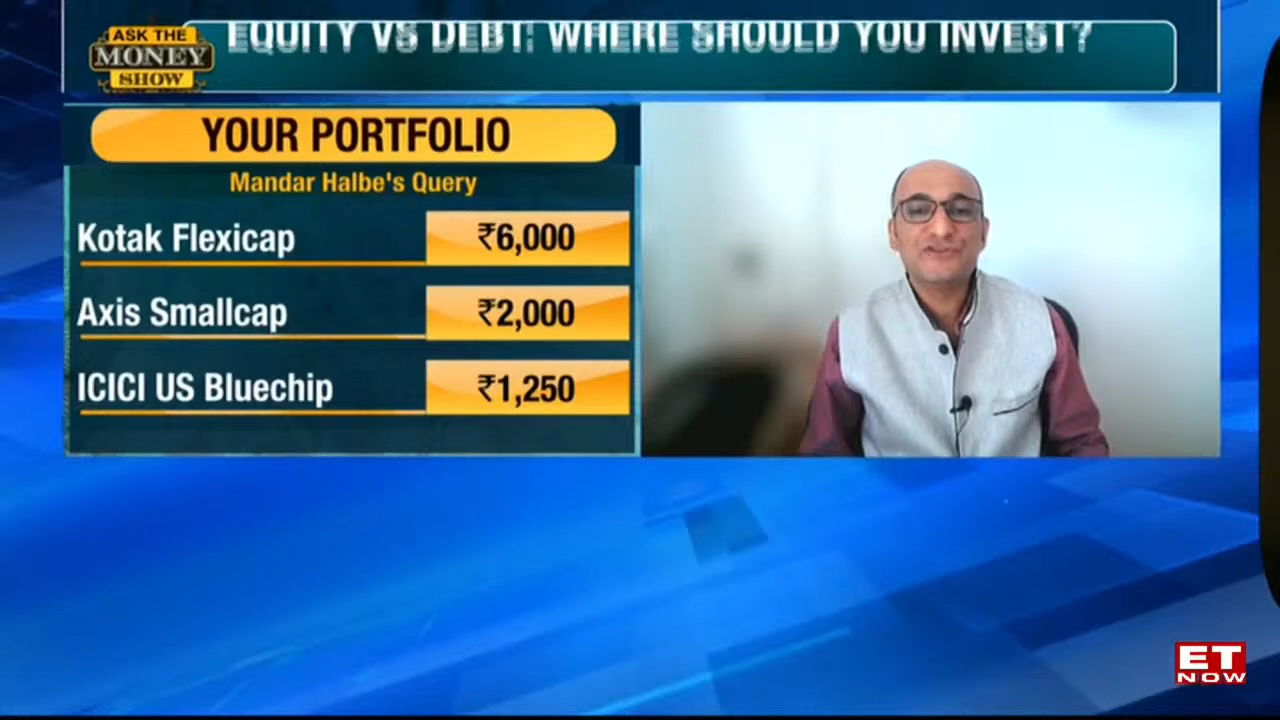 ASK THE
MONEY
SHOW
EQUITY VS DEBT: WHERE SHOULD YOU INVEST?
YOUR PORTFOLIO
Mandar Halbe's Query
Kotak Flexicap ₹6,000
Axis Smallcap ₹2,000
ICICI US Bluechip ₹1,250
ET
NOW